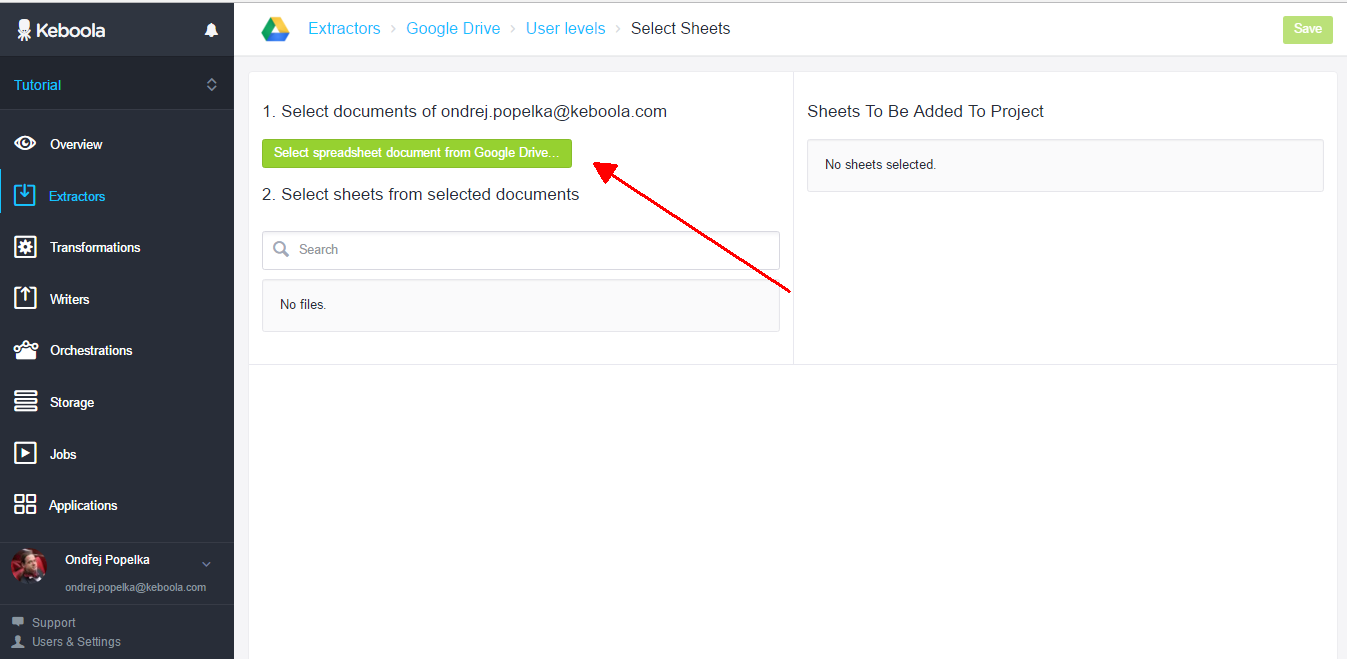 Keboola
Tutorial
Overview
Extractors
Transformations
Writers
Orchestrations
Storage
Jobs
Applications
Ondřej Popelka
ondrej.popelka@keboola.com
Support
Users & Settings
Extractors › Google Drive › User levels › Select Sheets
Save
1. Select documents of ondrej.popelka@keboola.com
Select spreadsheet document from Google Drive...
2. Select sheets from selected documents
Search
No files.
Sheets To Be Added To Project
No sheets selected.